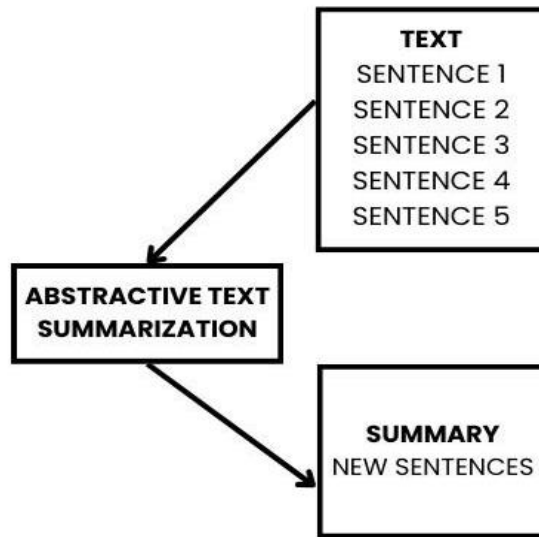 TEXT
SENTENCE 1
SENTENCE 2
SENTENCE 3
SENTENCE 4
SENTENCE 5
ABSTRACTIVE TEXT
SUMMARIZATION
SUMMARY
NEW SENTENCES